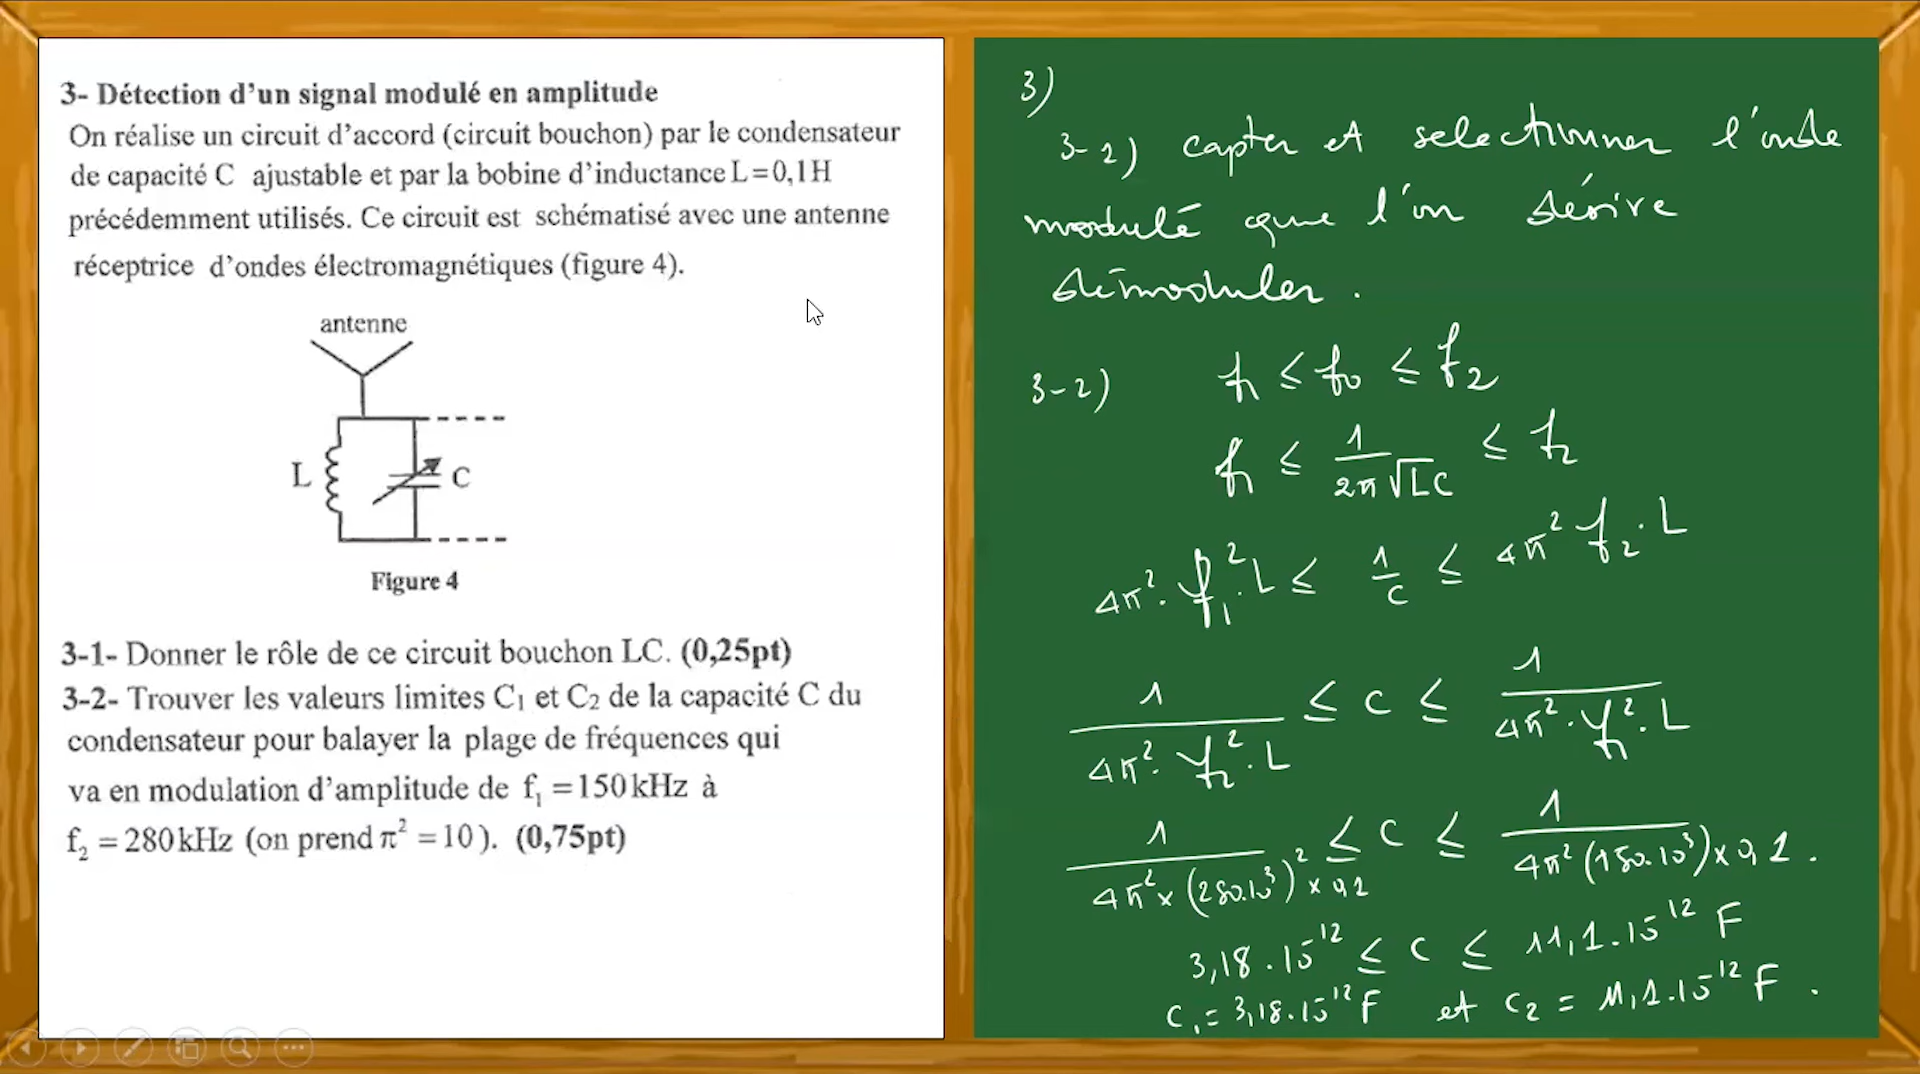 3- Détection d'un signal modulé en amplitude
On réalise un circuit d'accord (circuit bouchon) par le condensateur
de capacité C ajustable et par la bobine d'inductance L=0,1H
précédemment utilisés. Ce circuit est schématisé avec une antenne
réceptrice d'ondes électromagnétiques (figure 4).
antenne
L C
Figure 4
3-1- Donner le rôle de ce circuit bouchon LC. (0,25pt)
3-2- Trouver les valeurs limites C₁ et C₂ de la capacité C du
condensateur pour balayer la plage de fréquences qui
va en modulation d'amplitude de f₁ = 150 kHz à
f₂ = 280 kHz (on prend π² = 10). (0,75pt)
3)
3-2) capter et selectionner l'onde
modulé que l'on désire
démoduler.
3-2) f₁ ≤ f₀ ≤ f₂
f₁ ≤ 1/(2π√LC) ≤ f₂
4π².f₁².L ≤ 1/C ≤ 4π² f₂².L
1/(4π².f₂².L) ≤ C ≤ 1/(4π².f₁².L)
1/(4π²×(280.10³)²×0,1) ≤ C ≤ 1/(4π²(150.10³)×0,1).
3,18.10⁻¹² ≤ C ≤ 11,1.10⁻¹² F
C₁ = 3,18.10⁻¹² F et C₂ = 11,1.10⁻¹² F.